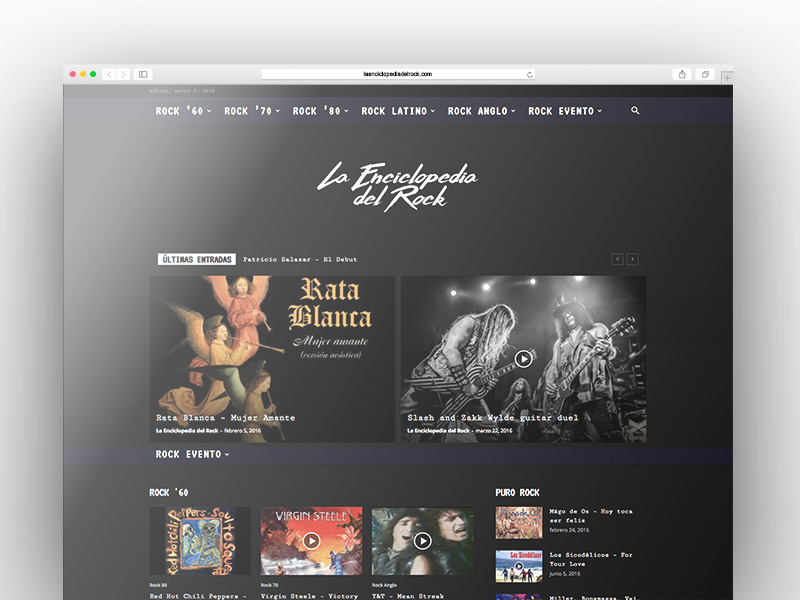 laenciclopediadelrock.com
sábado, marzo 5, 2016
ROCK '60 ROCK '70 ROCK '80 ROCK LATINO ROCK ANGLO ROCK EVENTO
La Enciclopedia
del Rock
ÚLTIMAS ENTRADAS Patricio Salazar - El Debut
Rata
Blanca
Mujer amante
(versión acústica)
Rata Blanca - Mujer Amante
La Enciclopedia del Rock - febrero 5, 2016
Slash and Zakk Wylde guitar duel
La Enciclopedia del Rock - marzo 22, 2016
ROCK EVENTO
ROCK '60
Red Hot Chili Peppers Soul to Squeeze
Rock 80
Red Hot Chili Peppers -
VIRGIN STEELE
Rock 70
Virgin Steele - Victory
Rock Anglo
Y&T - Mean Streak
PURO ROCK
Mägo de Oz - Hoy toca
ser feliz
febrero 24, 2016
Los Sicodélicos
Los Sicodélicos - For
Your Love
junio 5, 2016
Miller, Bonamassa, Vai,